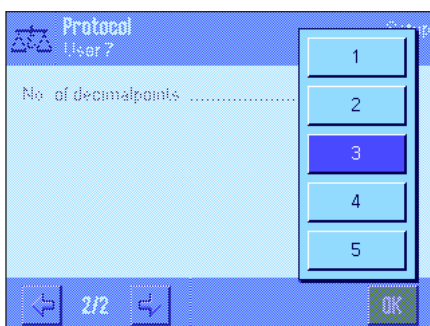 Protocol
User 7
No. of decimalpoints ...................
1
2
3
4
5
2/2
OK